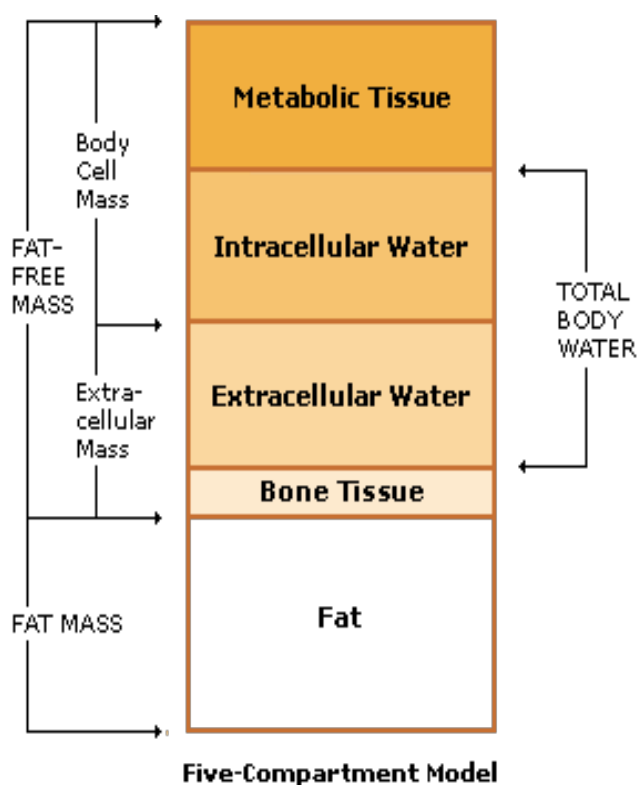 Metabolic Tissue
Body
Cell
Mass
FAT-
FREE
MASS
Intracellular Water
TOTAL
BODY
WATER
Extra-
cellular
Mass
Extracellular Water
Bone Tissue
FAT MASS
Fat
Five-Compartment Model